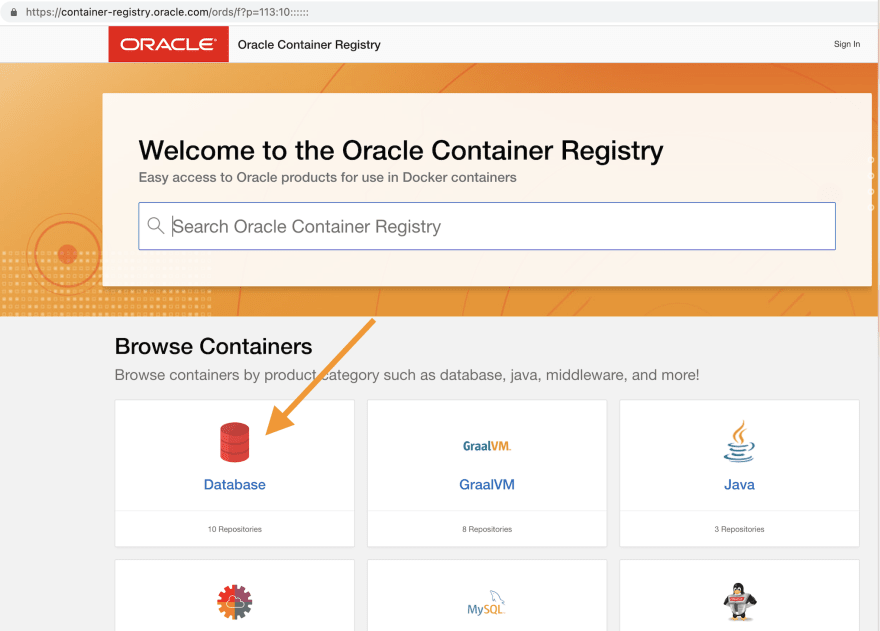 https://container-registry.oracle.com/ords/f?p=113:10::::::
ORACLE Oracle Container Registry
Sign In
Welcome to the Oracle Container Registry
Easy access to Oracle products for use in Docker containers
Search Oracle Container Registry
Browse Containers
Browse containers by product category such as database, java, middleware, and more!
GraalVM.
Database
GraalVM
Java
10 Repositories
8 Repositories
3 Repositories
MySQL
ORACLE